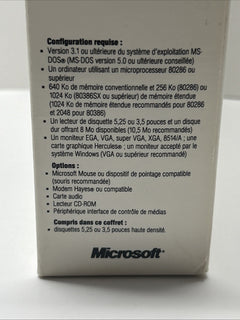 Configuration requise :
• Version 3.1 ou ultérieure du système d'exploitation MS-
DOS® (MS-DOS version 5.0 ou ultérieure conseillée)
• Un ordinateur utilisant un microprocesseur 80286 ou
supérieur
• 640 Ko de mémoire conventionnelle et 256 Ko (80286) ou
1024 Ko (80386SX ou supérieur) de mémoire étendue
(1024 Ko de mémoire étendue recommandés pour 80286
et 2048 pour 80386)
• Un lecteur de disquette 5,25 ou 3,5 pouces et un disque
dur offrant 8 Mo disponibles (10,5 Mo recommandés)
• Un moniteur EGA, VGA, super VGA, XGA, 8514/A ; une
carte graphique Herculese ; un moniteur accepté par le
système Windows (VGA ou supérieur recommandé)
Options :
• Microsoft Mouse ou dispositif de pointage compatible
(souris recommandée)
• Modem Hayese ou compatible
• Carte audio
• Lecteur CD-ROM
• Périphérique interface de contrôle de médias
Compris dans ce coffret :
• disquettes 5,25 ou 3,5 pouces haute densité.
Microsoft